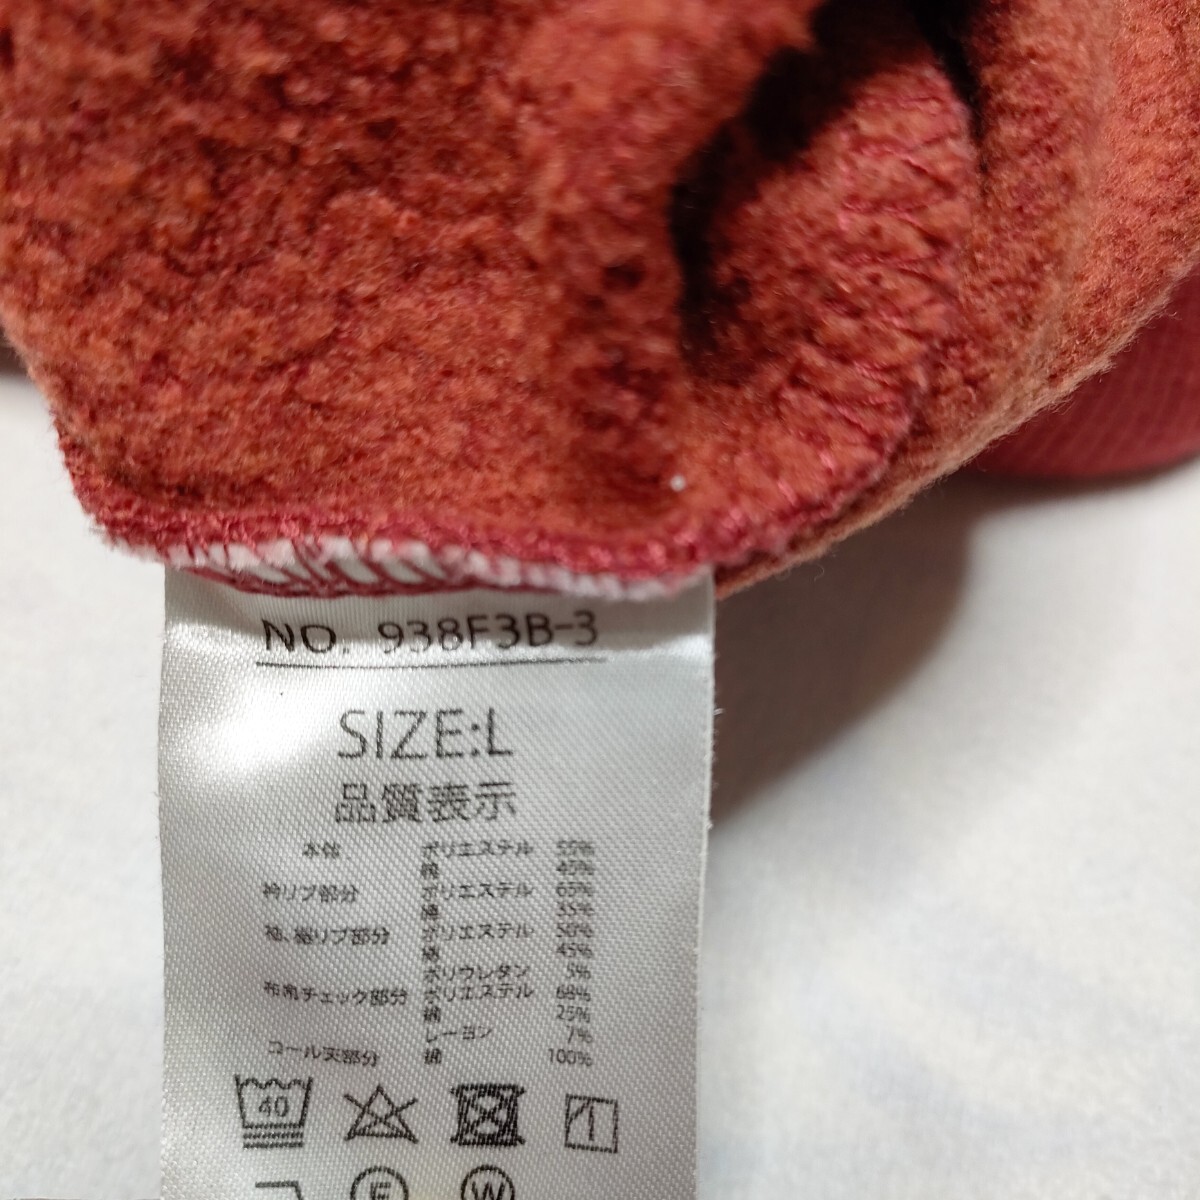 NO. 938F3B-3
SIZE:L
品質表示
本体 ポリエステル 55%
綿 45%
衿リブ部分 ポリエステル 65%
綿 35%
袖、裾リブ部分 ポリエステル 50%
綿 45%
ポリウレタン 5%
布帛チェック部分 ポリエステル 68%
綿 25%
レーヨン 7%
コール天部分 綿 100%
40
F W